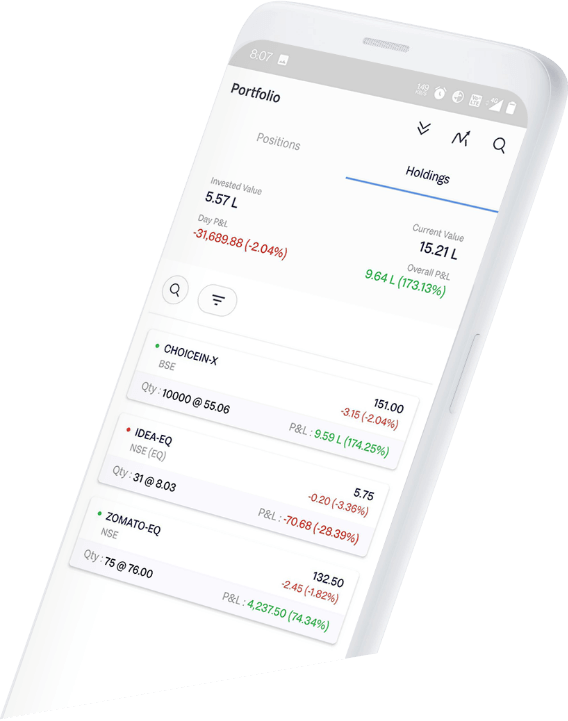 8:07
Portfolio
Positions
Holdings
Invested Value
5.57 L
Current Value
15.21 L
Day P&L
-31,689.88 (-2.04%)
Overall P&L
9.64 L (173.13%)
CHOICEIN-X
BSE
151.00
-3.15 (-2.04%)
Qty : 10000 @ 55.06
P&L : 9.59 L (174.25%)
IDEA-EQ
NSE (EQ)
5.75
-0.20 (-3.36%)
Qty : 31 @ 8.03
P&L : -70.68 (-28.39%)
ZOMATO-EQ
NSE
132.50
-2.45 (-1.82%)
Qty : 75 @ 76.00
P&L : 4,237.50 (74.34%)